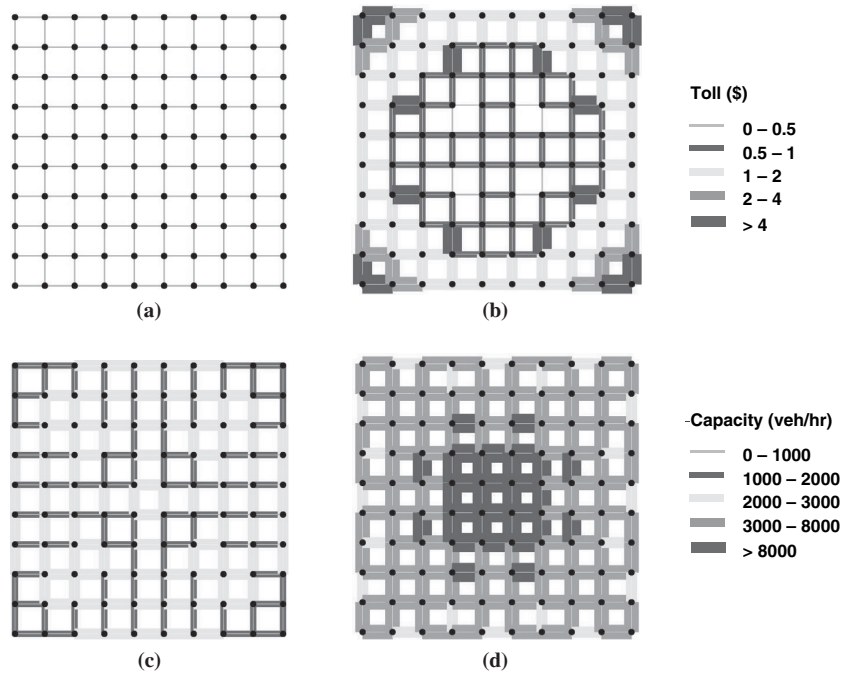 Toll ($)
0 – 0.5
0.5 – 1
1 – 2
2 – 4
> 4
(a)
(b)
-Capacity (veh/hr)
0 – 1000
1000 – 2000
2000 – 3000
3000 – 8000
> 8000
(c)
(d)